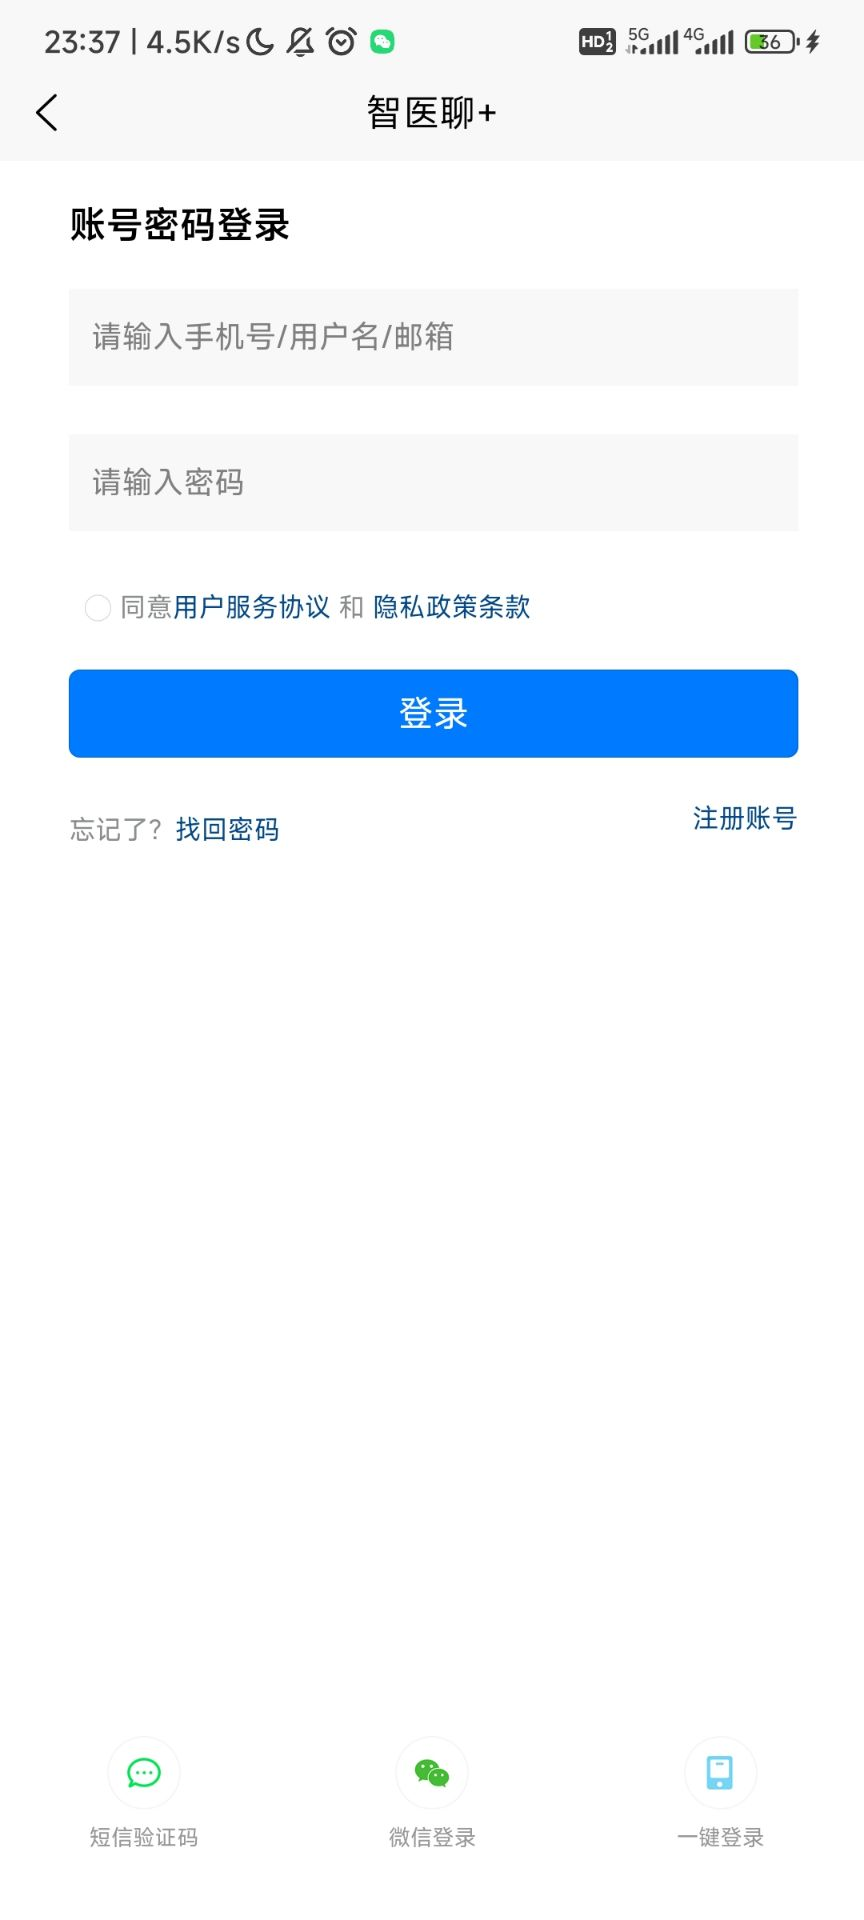 23:37 | 4.5K/s HD 1 2 5G 4G 36
智医聊+
账号密码登录
请输入手机号/用户名/邮箱
请输入密码
同意用户服务协议 和 隐私政策条款
登录
忘记了？找回密码 注册账号
短信验证码 微信登录 一键登录